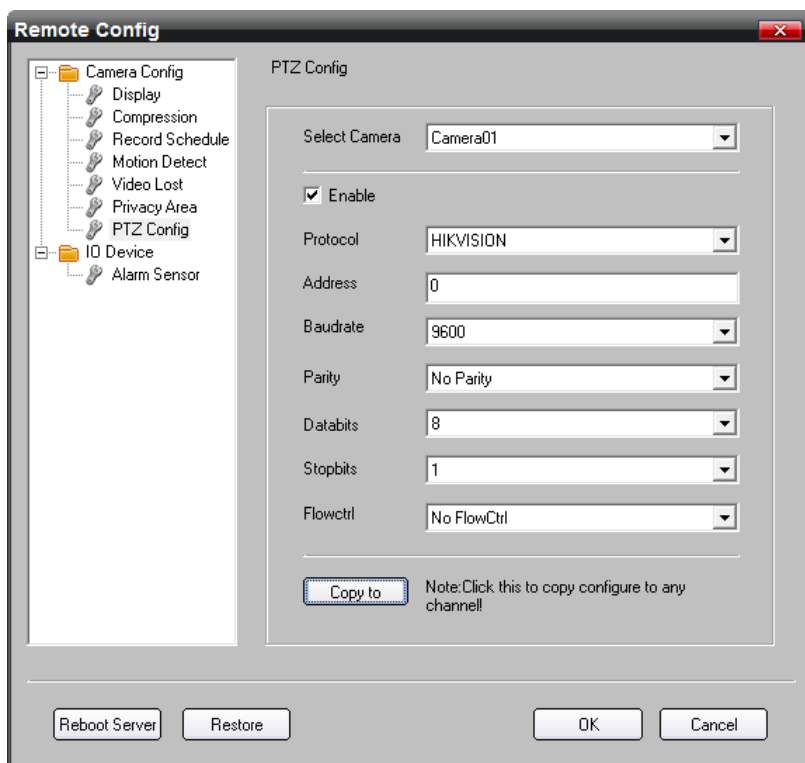 Remote Config
Camera Config
Display
Compression
Record Schedule
Motion Detect
Video Lost
Privacy Area
PTZ Config
IO Device
Alarm Sensor
PTZ Config
Select Camera Camera01
Enable
Protocol HIKVISION
Address 0
Baudrate 9600
Parity No Parity
Databits 8
Stopbits 1
Flowctrl No FlowCtrl
Copy to Note:Click this to copy configure to any
channel!
Reboot Server Restore OK Cancel